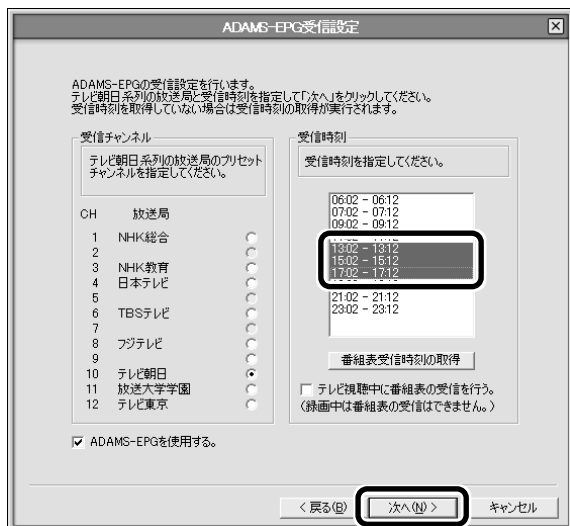 ADAMS-EPG受信設定
ADAMS-EPGの受信設定を行います。
テレビ朝日系列の放送局と受信時刻を指定して「次へ」をクリックしてください。
受信時刻を取得していない場合は受信時刻の取得が実行されます。
受信チャンネル
テレビ朝日系列の放送局のプリセット
チャンネルを指定してください。
CH 放送局
1 NHK総合
2
3 NHK教育
4 日本テレビ
5
6 TBSテレビ
7
8 フジテレビ
9
10 テレビ朝日
11 放送大学学園
12 テレビ東京
ADAMS-EPGを使用する。
受信時刻
受信時刻を指定してください。
06:02 - 06:12
07:02 - 07:12
09:02 - 09:12
13:02 - 13:12
15:02 - 15:12
17:02 - 17:12
21:02 - 21:12
23:02 - 23:12
番組表受信時刻の取得
テレビ視聴中に番組表の受信を行う。
(録画中は番組表の受信はできません。)
< 戻る(B)
次へ(N) >
キャンセル